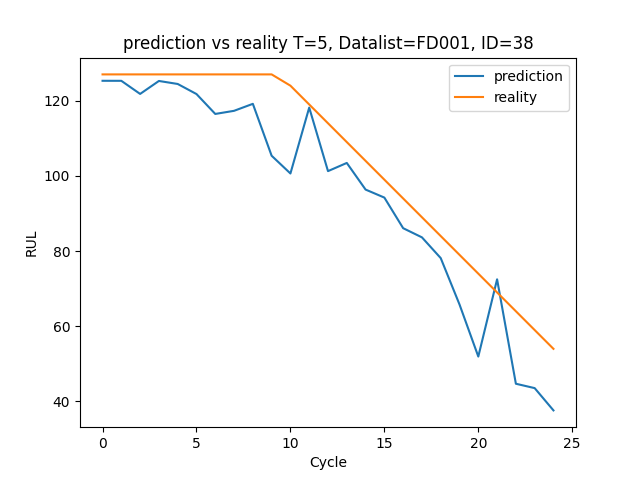 prediction vs reality T=5, Datalist=FD001, ID=38
prediction
reality
120
100
80
60
40
RUL
0 5 10 15 20 25
Cycle